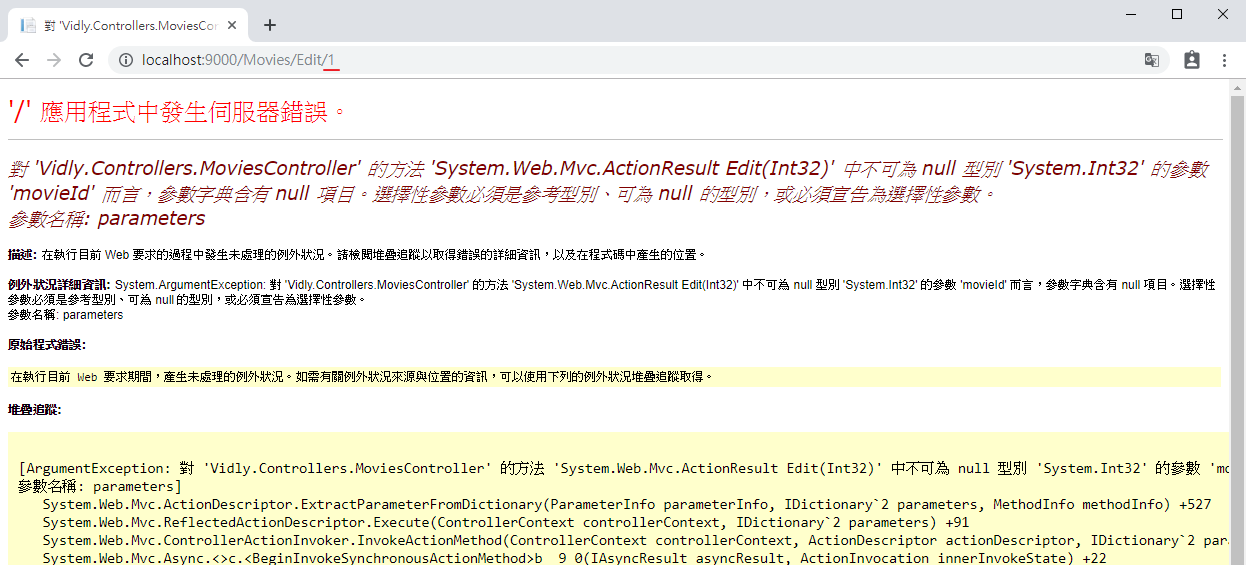 對 'Vidly.Controllers.MoviesCor
localhost:9000/Movies/Edit/1
'/' 應用程式中發生伺服器錯誤。
對 'Vidly.Controllers.MoviesController' 的方法 'System.Web.Mvc.ActionResult Edit(Int32)' 中不可為 null 型別 'System.Int32' 的參數
'movieId' 而言，參數字典含有 null 項目。選擇性參數必須是參考型別、可為 null 的型別，或必須宣告為選擇性參數。
參數名稱: parameters
描述: 在執行目前 Web 要求的過程中發生未處理的例外狀況。請檢閱堆疊追蹤以取得錯誤的詳細資訊，以及在程式碼中產生的位置。
例外狀況詳細資訊: System.ArgumentException: 對 'Vidly.Controllers.MoviesController' 的方法 'System.Web.Mvc.ActionResult Edit(Int32)' 中不可為 null 型別 'System.Int32' 的參數 'movieId' 而言，參數字典含有 null 項目。選擇性
參數必須是參考型別、可為 null 的型別，或必須宣告為選擇性參數。
參數名稱: parameters
原始程式錯誤:
在執行目前 Web 要求期間，產生未處理的例外狀況。如需有關例外狀況來源與位置的資訊，可以使用下列的例外狀況堆疊追蹤取得。
堆疊追蹤:
[ArgumentException: 對 'Vidly.Controllers.MoviesController' 的方法 'System.Web.Mvc.ActionResult Edit(Int32)' 中不可為 null 型別 'System.Int32' 的參數 'mo
參數名稱: parameters]
System.Web.Mvc.ActionDescriptor.ExtractParameterFromDictionary(ParameterInfo parameterInfo, IDictionary`2 parameters, MethodInfo methodInfo) +527
System.Web.Mvc.ReflectedActionDescriptor.Execute(ControllerContext controllerContext, IDictionary`2 parameters) +91
System.Web.Mvc.ControllerActionInvoker.InvokeActionMethod(ControllerContext controllerContext, ActionDescriptor actionDescriptor, IDictionary`2 para
System.Web.Mvc.Async.<>c.<BeginInvokeSynchronousActionMethod>b__9_0(IAsyncResult asyncResult, ActionInvocation innerInvokeState) +22